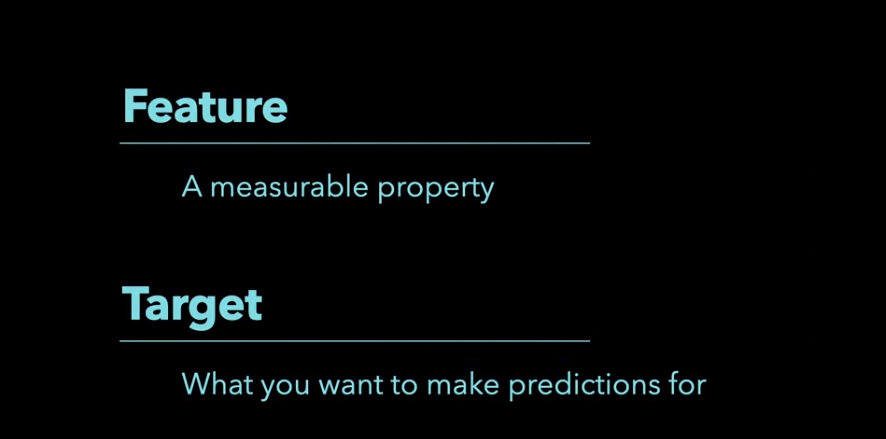 Feature
A measurable property
Target
What you want to make predictions for